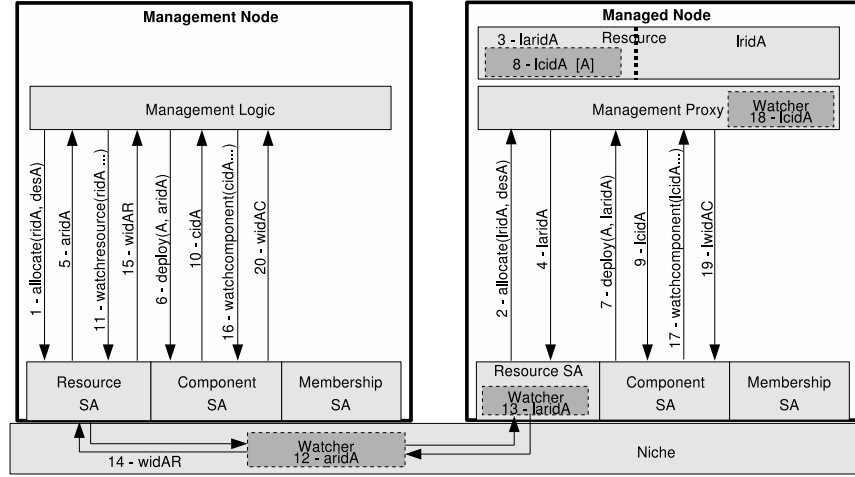 Management Node
Management Logic
1 - allocate(ridA, desA)
5 - aridA
11 - watchresource(ridA ...)
15 - widAR
6 - deploy(A, aridA)
10 - cidA
16 - watchcomponent(cidA...)
20 - widAC
Resource
SA
Component
SA
Membership
SA
Managed Node
3 - laridA
Resource
lridA
8 - lcidA [A]
Management Proxy
Watcher
18 - lcidA
2 - allocate(lridA, desA)
4 - laridA
7 - deploy(A, laridA)
9 - lcidA
17 - watchcomponent(lcidA...)
19 - lwidAC
Resource SA
Watcher
13 - laridA
Component
SA
Membership
SA
14 - widAR
Watcher
12 - aridA
Niche